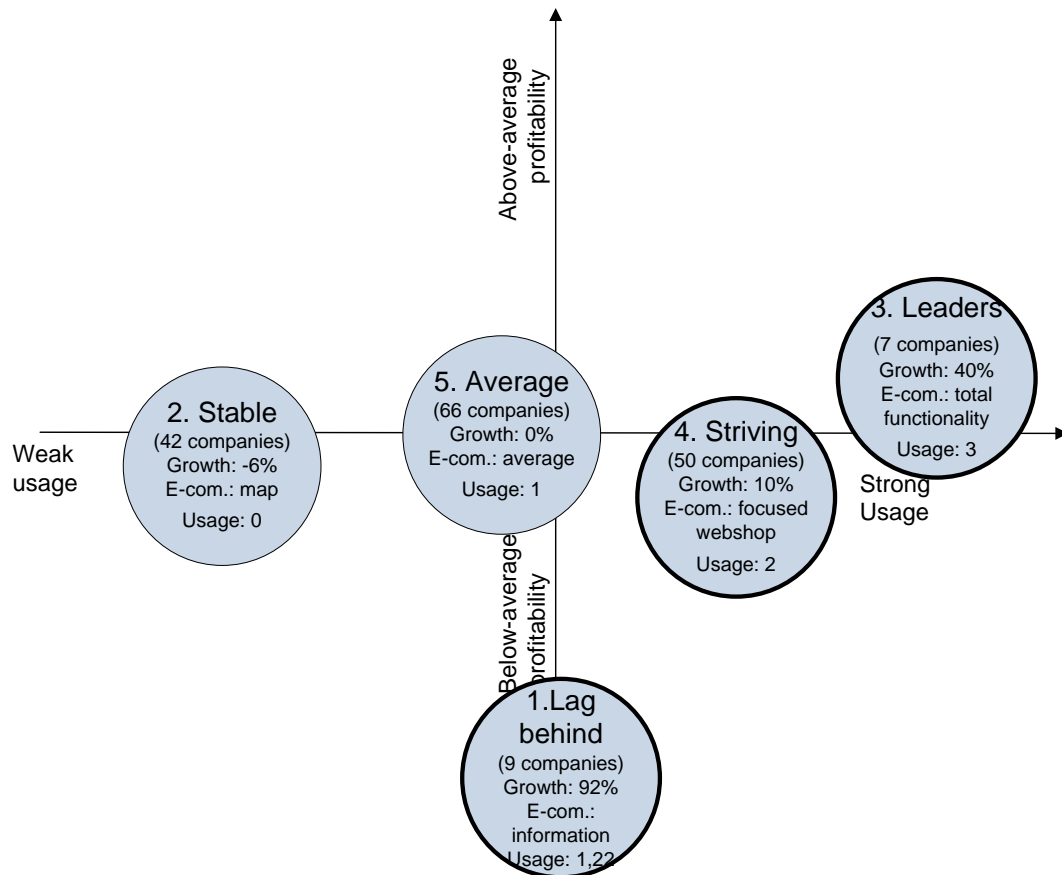 Above-average
profitability
3. Leaders
(7 companies)
Growth: 40%
E-com.: total
functionality
Usage: 3
5. Average
(66 companies)
Growth: 0%
E-com.: average
Usage: 1
2. Stable
(42 companies)
Growth: -6%
E-com.: map
Usage: 0
4. Striving
(50 companies)
Growth: 10%
E-com.: focused
webshop
Usage: 2
Weak
usage
Strong
Usage
Below-average
profitability
1.Lag
behind
(9 companies)
Growth: 92%
E-com.:
information
Usage: 1,22